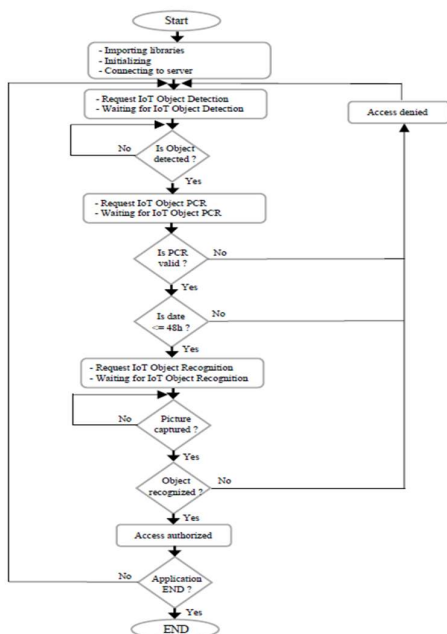 Start
- Importing libraries
- Initializing
- Connecting to server
- Request IoT Object Detection
- Waiting for IoT Object Detection
Access denied
No
Is Object
detected ?
Yes
- Request IoT Object PCR
- Waiting for IoT Object PCR
Is PCR
valid ?
No
Yes
Is date
<= 48h ?
No
Yes
- Request IoT Object Recognition
- Waiting for IoT Object Recognition
No
Picture
captured ?
Yes
Object
recognized ?
No
Yes
Access authorized
No
Application
END ?
Yes
END